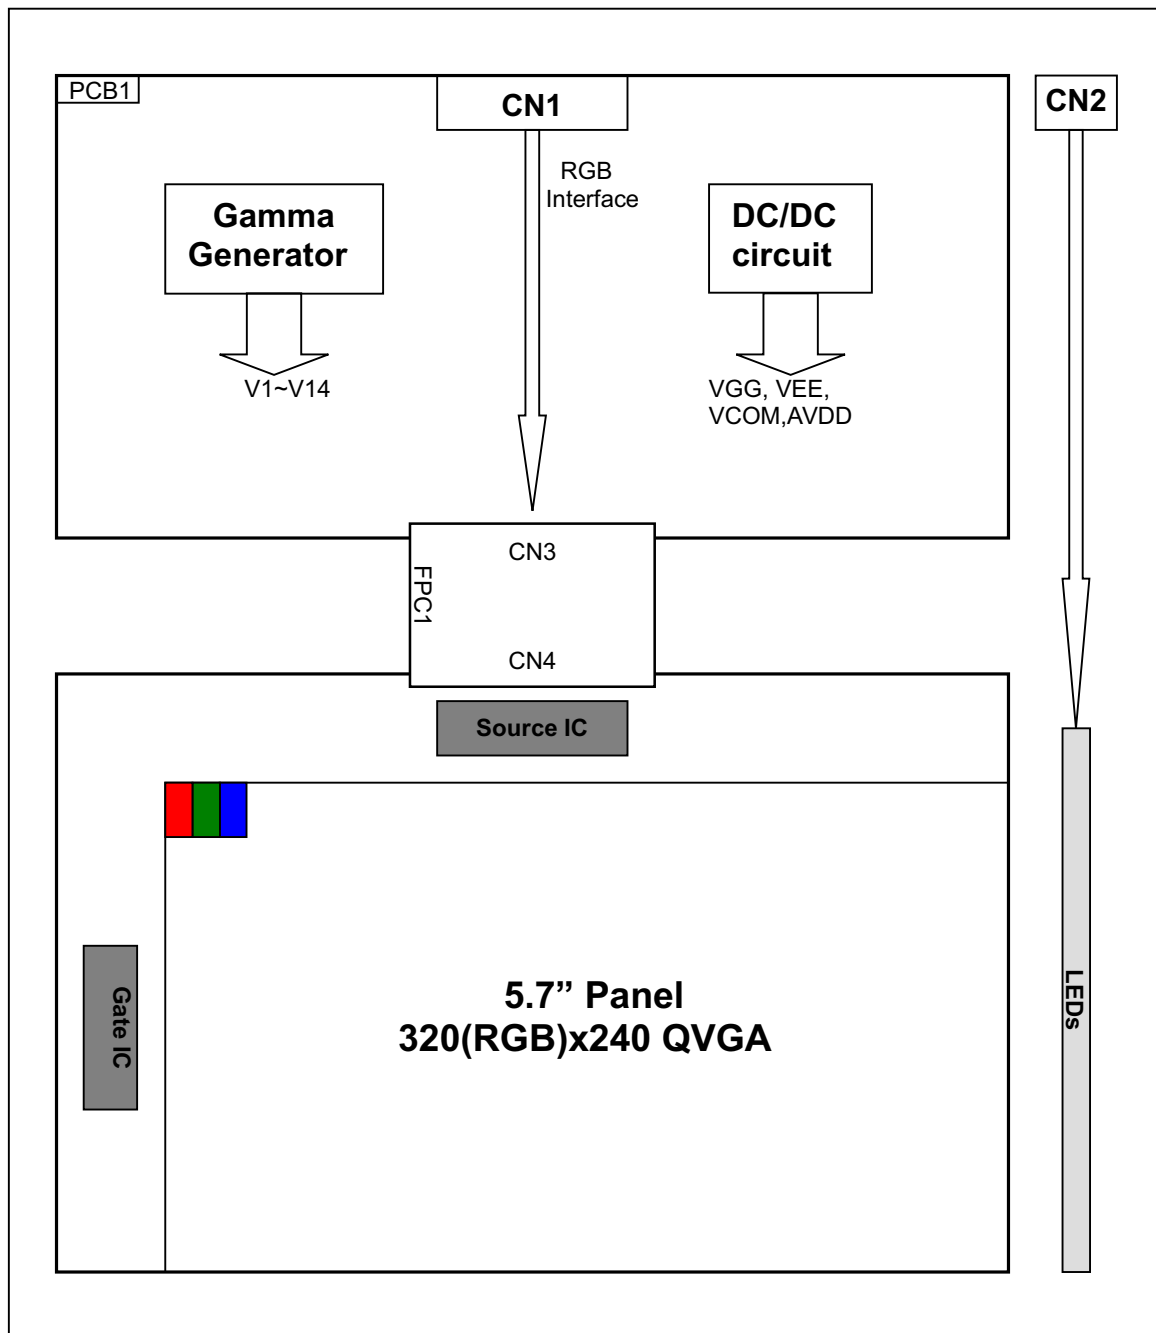 PCB1
CN1
CN2
RGB
Interface
Gamma
Generator
DC/DC
circuit
V1~V14
VGG, VEE,
VCOM,AVDD
CN3
FPC1
CN4
Source IC
Gate IC
5.7” Panel
320(RGB)x240 QVGA
LEDs